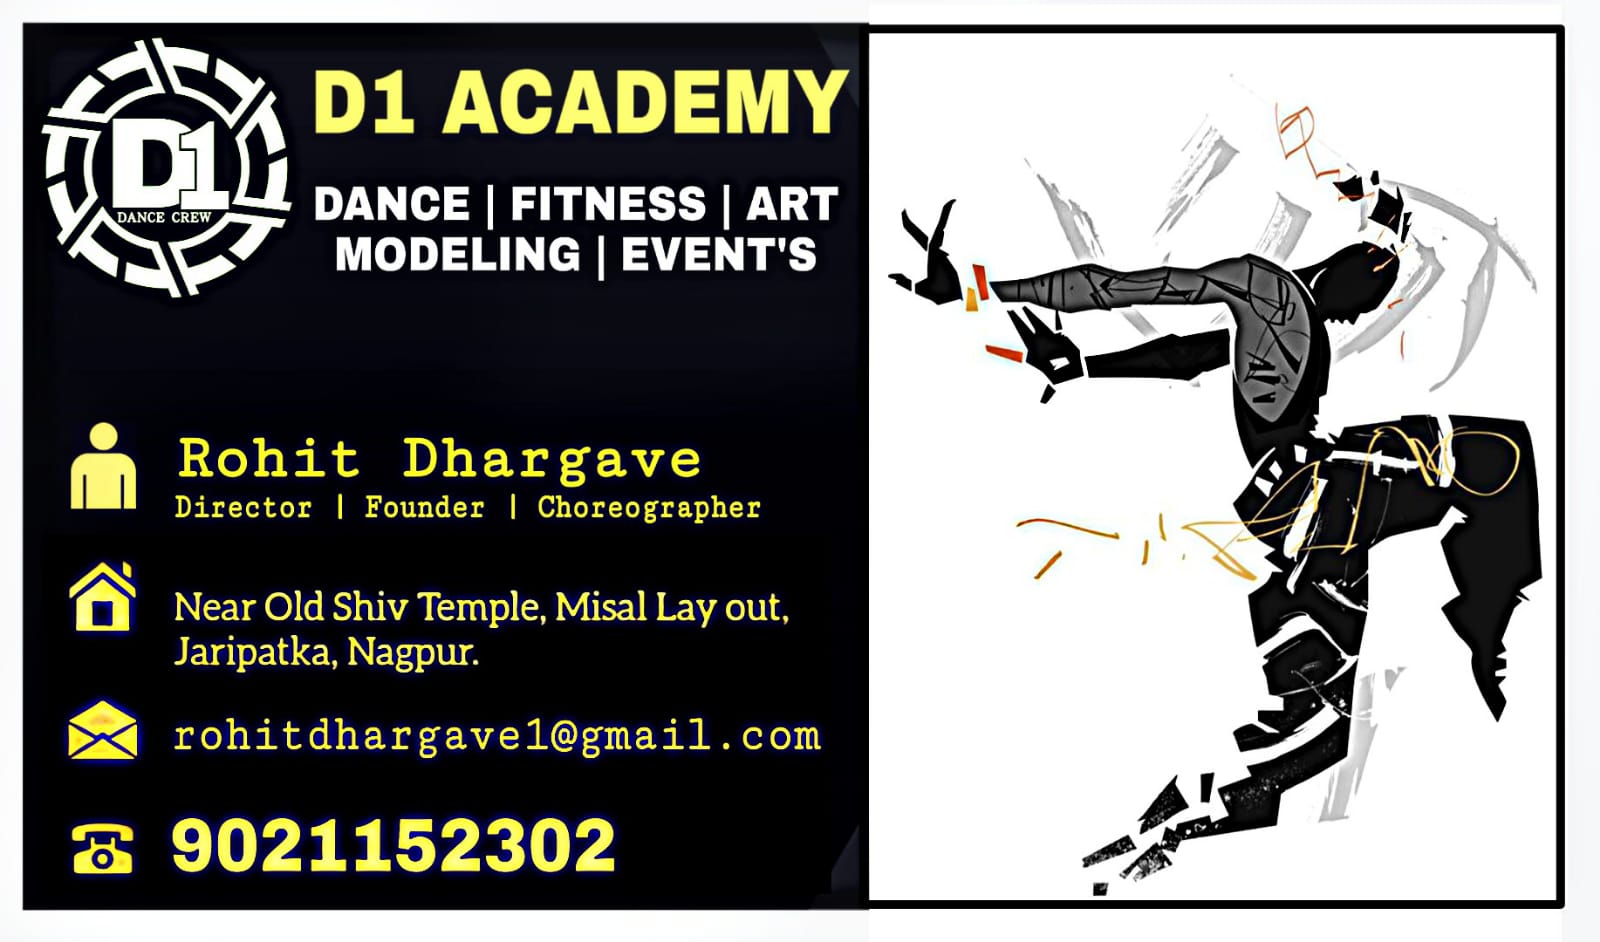 D1
DANCE CREW
D1 ACADEMY
DANCE | FITNESS | ART
MODELING | EVENT'S
Rohit Dhargave
Director | Founder | Choreographer
Near Old Shiv Temple, Misal Lay out,
Jaripatka, Nagpur.
rohitdhargave1@gmail.com
9021152302